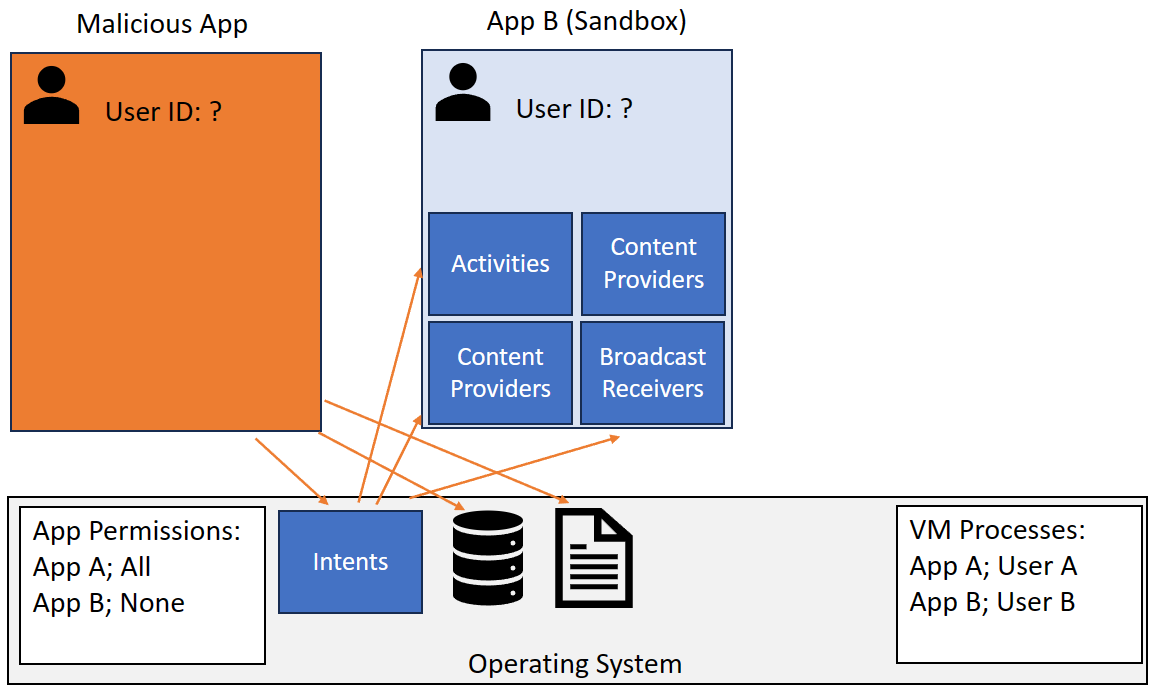 Malicious App
App B (Sandbox)
User ID: ?
User ID: ?
Activities
Content
Providers
Content
Providers
Broadcast
Receivers
App Permissions:
App A; All
App B; None
Intents
VM Processes:
App A; User A
App B; User B
Operating System